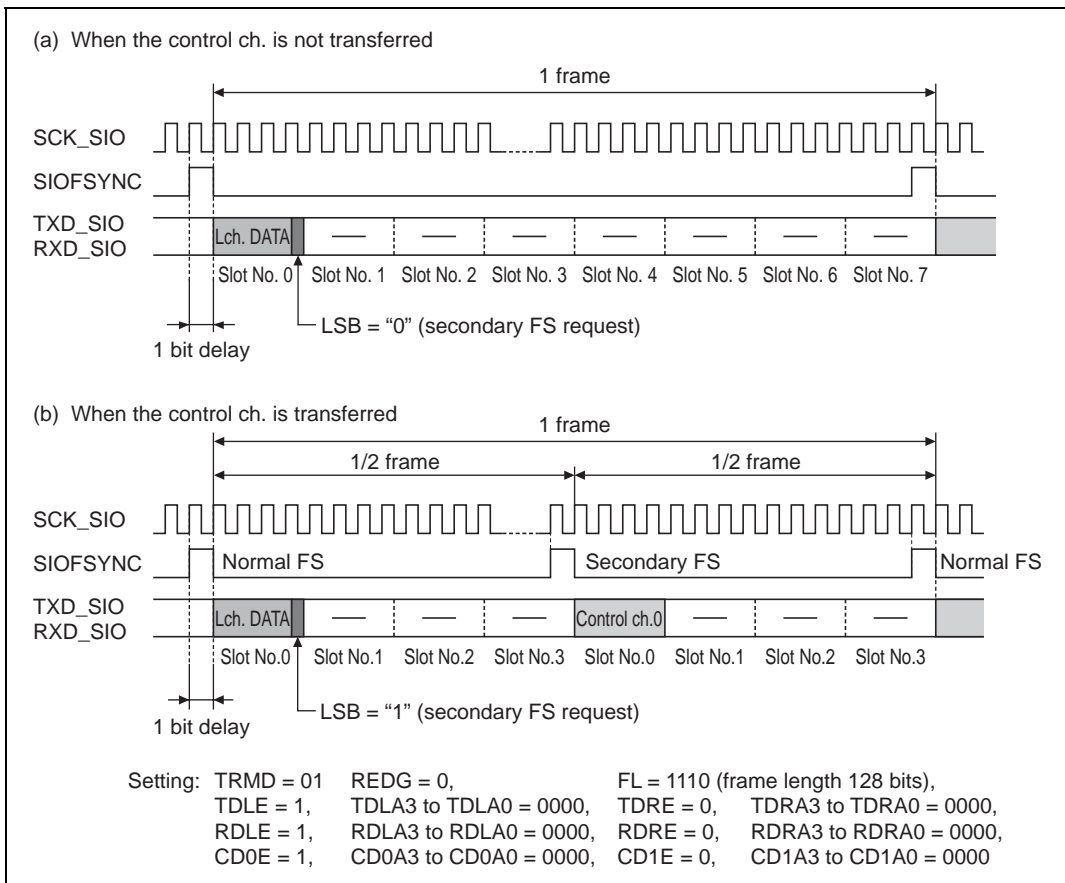 (a) When the control ch. is not transferred
1 frame
SCK_SIO
SIOFSYNC
TXD_SIO
RXD_SIO
Lch. DATA
Slot No. 0 Slot No. 1 Slot No. 2 Slot No. 3 Slot No. 4 Slot No. 5 Slot No. 6 Slot No. 7
LSB = “0” (secondary FS request)
1 bit delay
(b) When the control ch. is transferred
1 frame
1/2 frame 1/2 frame
SCK_SIO
SIOFSYNC
Normal FS Secondary FS Normal FS
TXD_SIO
RXD_SIO
Lch. DATA Control ch.0
Slot No.0 Slot No.1 Slot No.2 Slot No.3 Slot No.0 Slot No.1 Slot No.2 Slot No.3
LSB = “1” (secondary FS request)
1 bit delay
Setting: TRMD = 01 REDG = 0, FL = 1110 (frame length 128 bits),
TDLE = 1, TDLA3 to TDLA0 = 0000, TDRE = 0, TDRA3 to TDRA0 = 0000,
RDLE = 1, RDLA3 to RDLA0 = 0000, RDRE = 0, RDRA3 to RDRA0 = 0000,
CD0E = 1, CD0A3 to CD0A0 = 0000, CD1E = 0, CD1A3 to CD1A0 = 0000